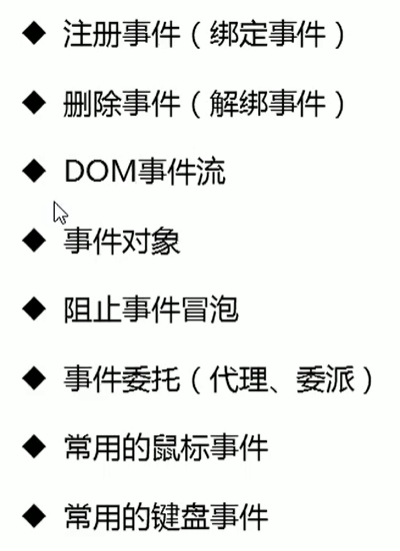 ◆ 注册事件（绑定事件）
◆ 删除事件（解绑事件）
◆ DOM事件流
◆ 事件对象
◆ 阻止事件冒泡
◆ 事件委托（代理、委派）
◆ 常用的鼠标事件
◆ 常用的键盘事件